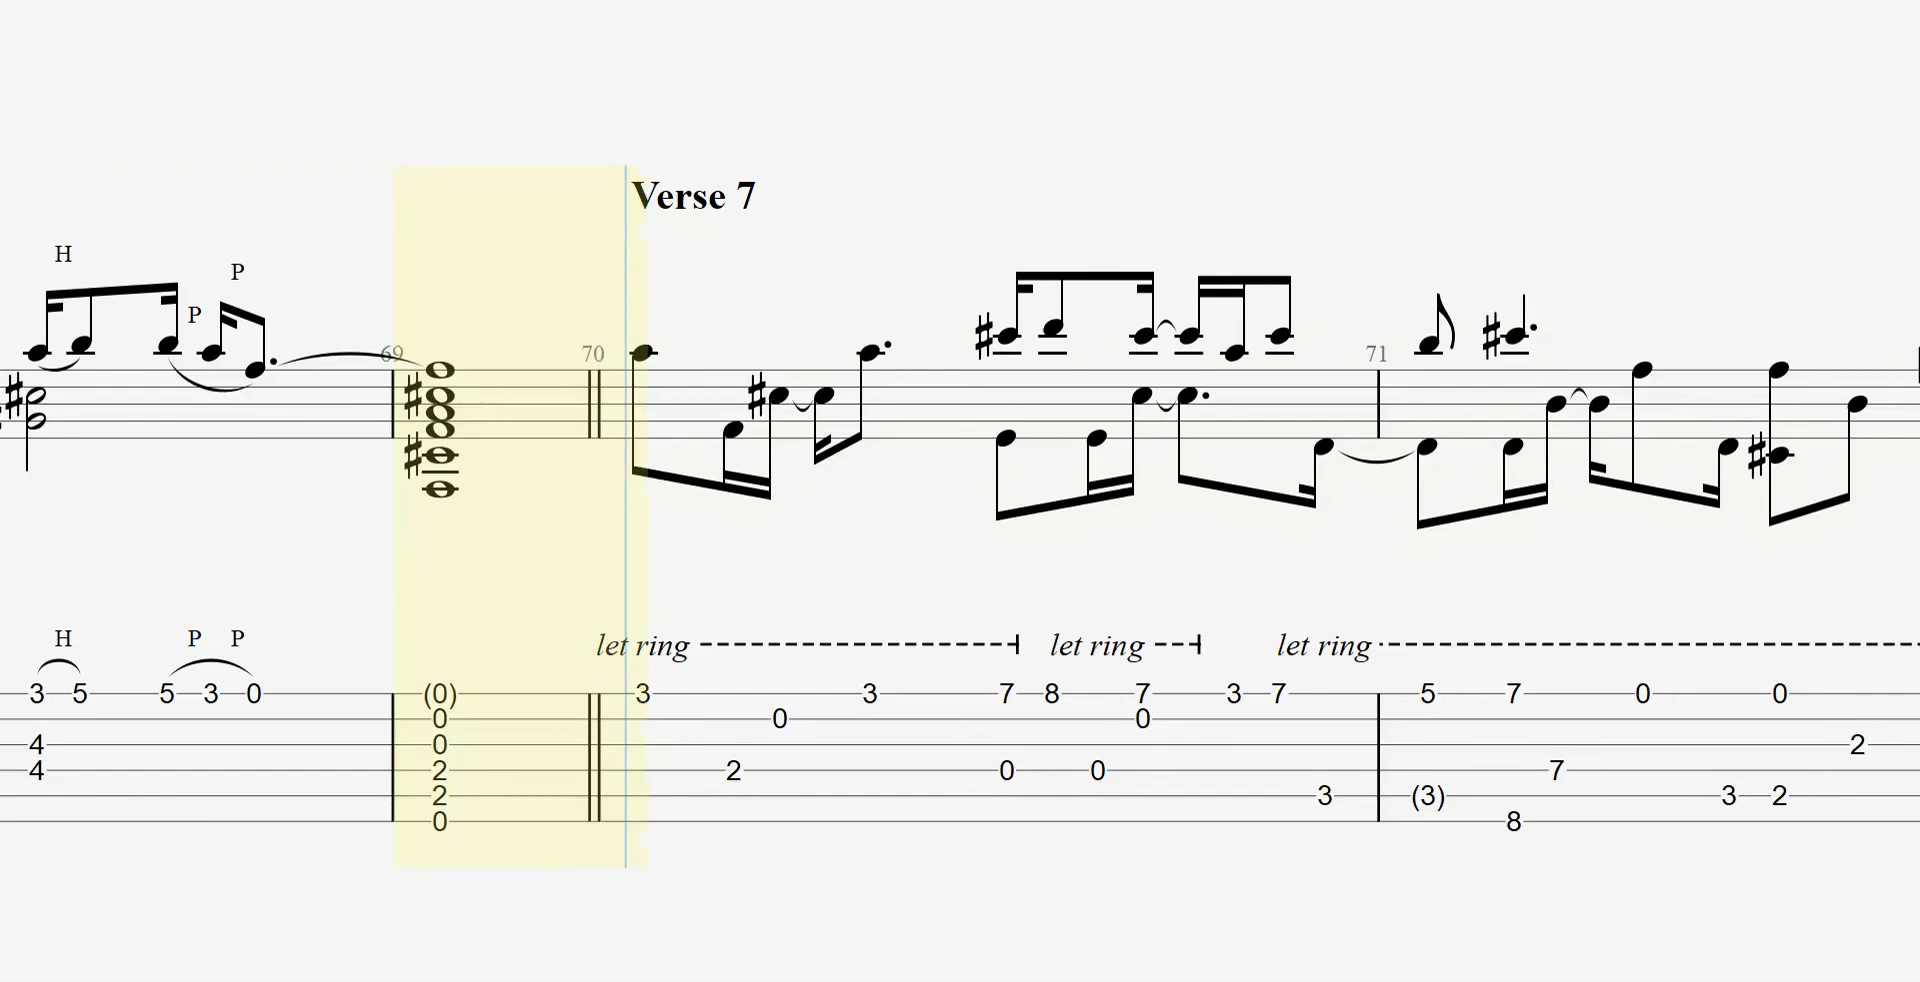 Verse 7
H
P
P
69
70
71
let ring
let ring
let ring
H
P
P
3 5 5 3 0 (0) 3 3 7 8 7 3 7 5 7 0 0
0 0 0
4 0 2
4 2 2 0 0 7
2 3 (3) 3 2
0 8